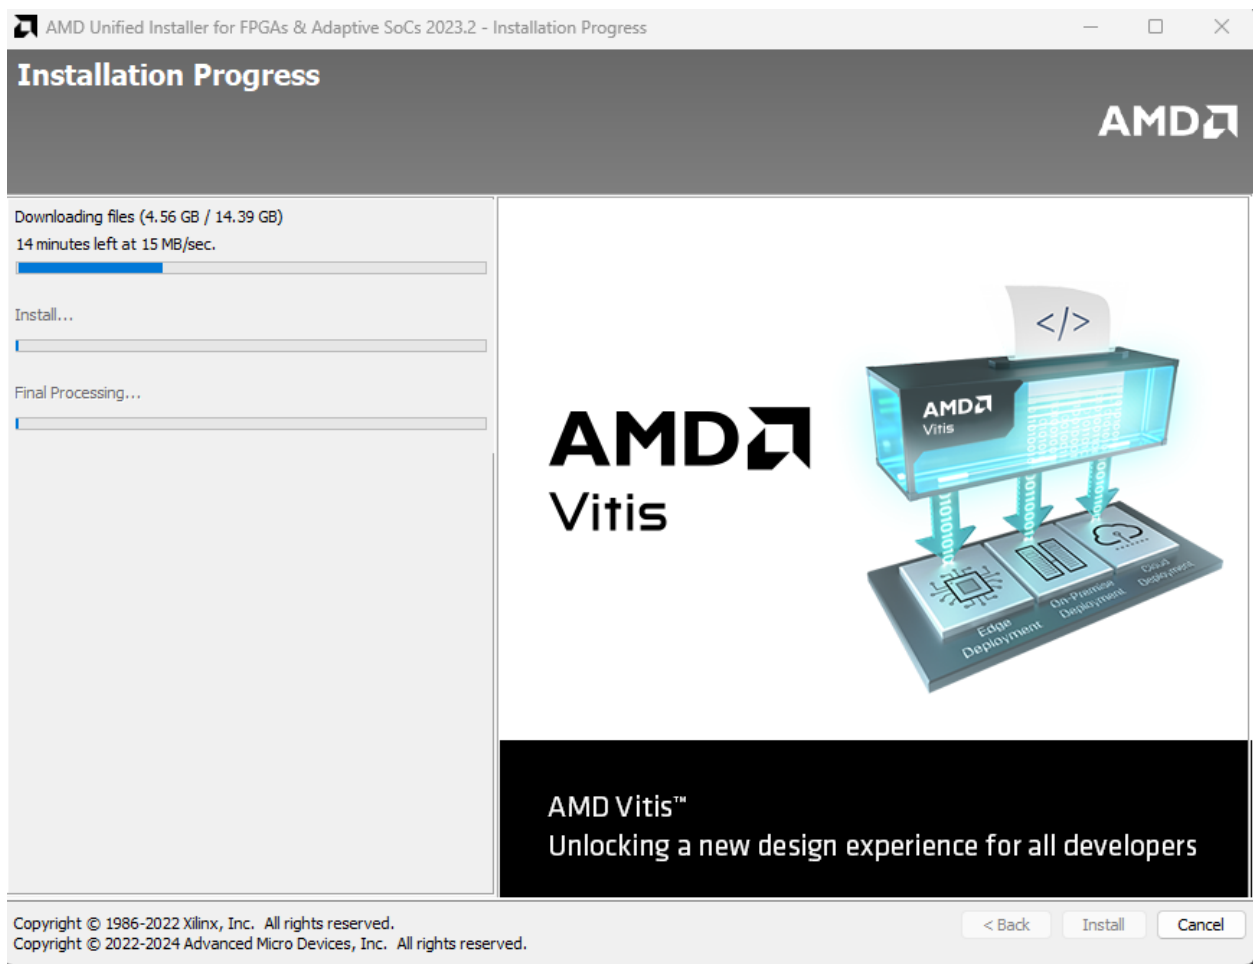 AMD Unified Installer for FPGAs & Adaptive SoCs 2023.2 - Installation Progress
Installation Progress
AMD
Downloading files (4.56 GB / 14.39 GB)
14 minutes left at 15 MB/sec.
Install...
Final Processing...
</>
AMD
Vitis
AMD
Vitis
Edge
Deployment
On-Premise
Deployment
Cloud
Deployment
AMD Vitis™
Unlocking a new design experience for all developers
Copyright © 1986-2022 Xilinx, Inc.  All rights reserved.
Copyright © 2022-2024 Advanced Micro Devices, Inc.  All rights reserved.
< Back
Install
Cancel